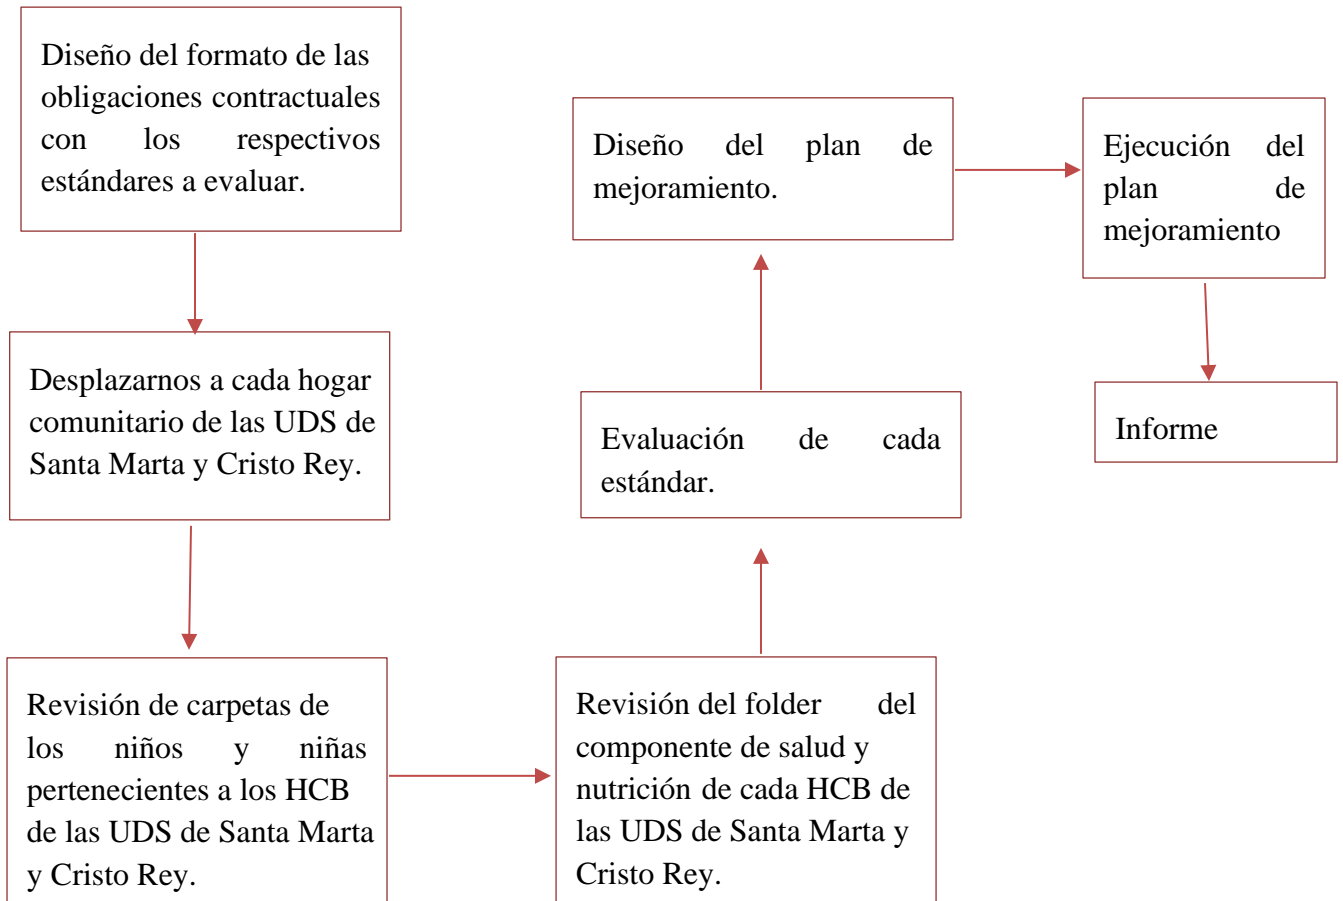 Diseño del formato de las
obligaciones contractuales
con los respectivos
estándares a evaluar.
Desplazarnos a cada hogar
comunitario de las UDS de
Santa Marta y Cristo Rey.
Revisión de carpetas de
los niños y niñas
pertenecientes a los HCB
de las UDS de Santa Marta
y Cristo Rey.
Revisión del folder del
componente de salud y
nutrición de cada HCB de
las UDS de Santa Marta y
Cristo Rey.
Evaluación de cada
estándar.
Diseño del plan de
mejoramiento.
Ejecución del
plan de
mejoramiento
Informe